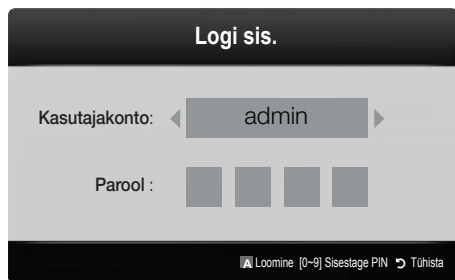 Logi sis.
Kasutajakonto: admin
Parool :
A Loomine [0~9] Sisestage PIN Tühista